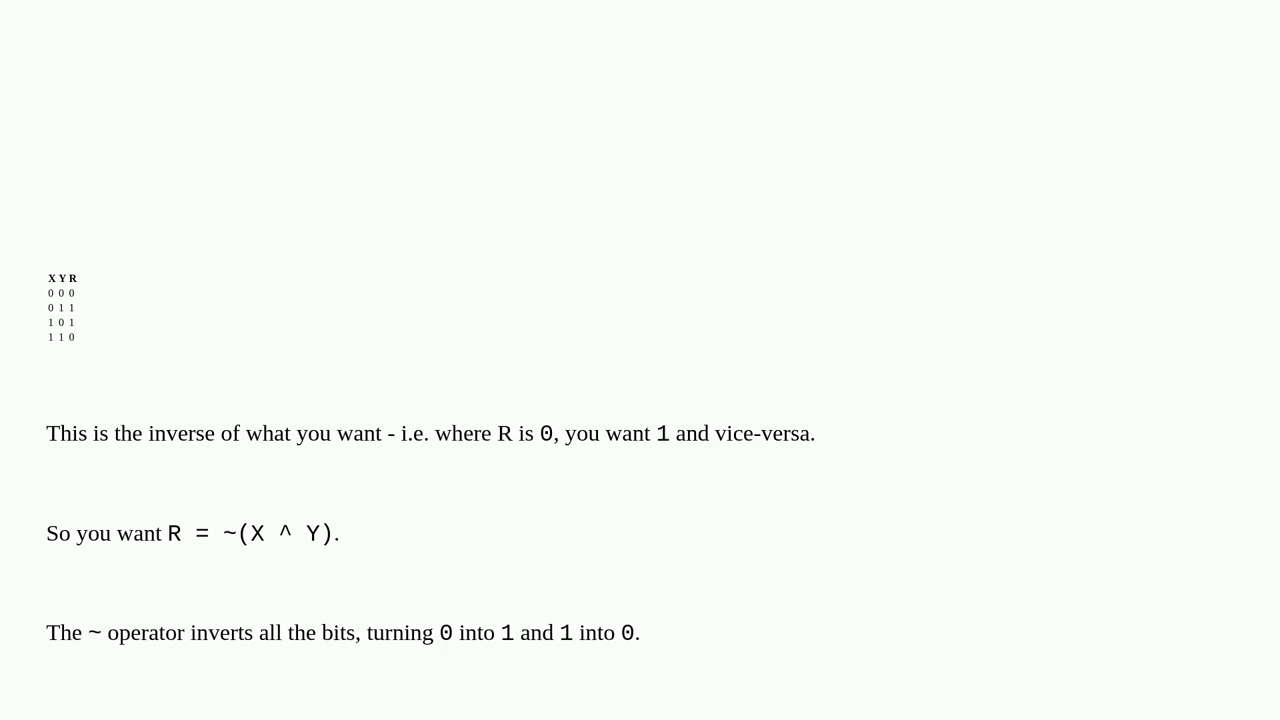 X Y R
0 0 0
0 1 1
1 0 1
1 1 0
This is the inverse of what you want - i.e. where R is 0, you want 1 and vice-versa.
So you want R = ~(X ^ Y).
The ~ operator inverts all the bits, turning 0 into 1 and 1 into 0.